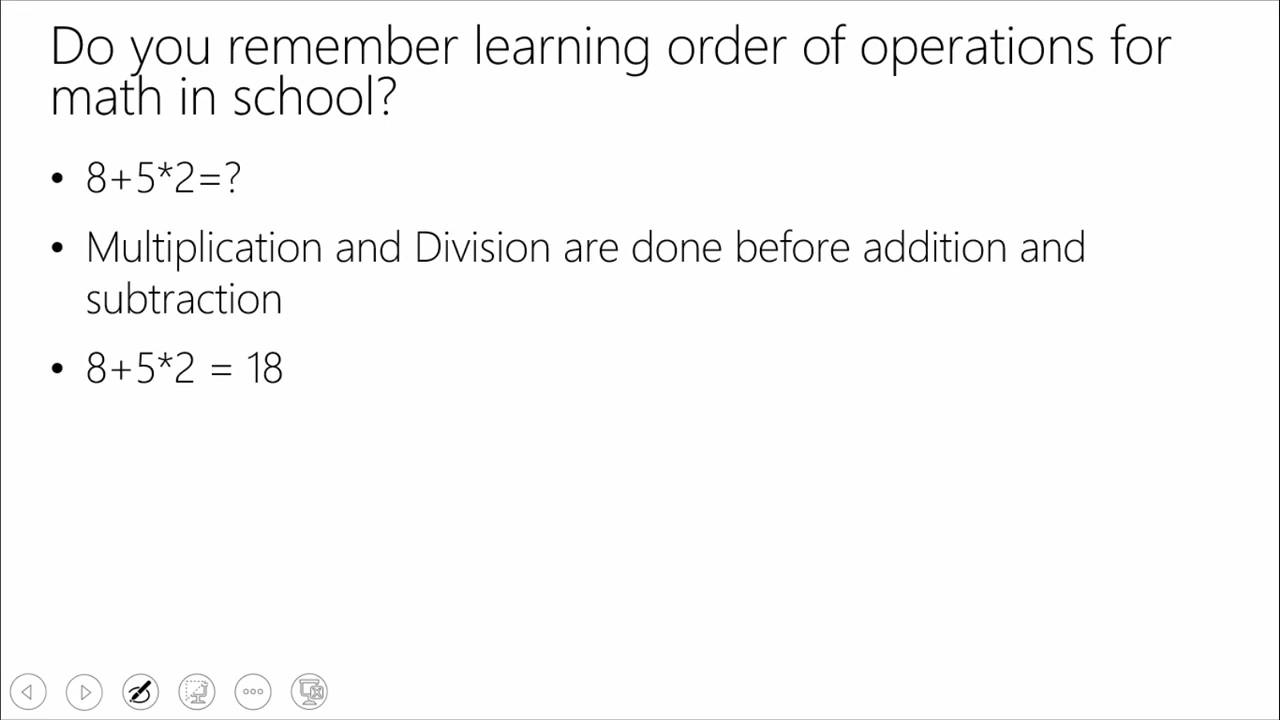 Do you remember learning order of operations for
math in school?
• 8+5*2=?
• Multiplication and Division are done before addition and
subtraction
• 8+5*2 = 18